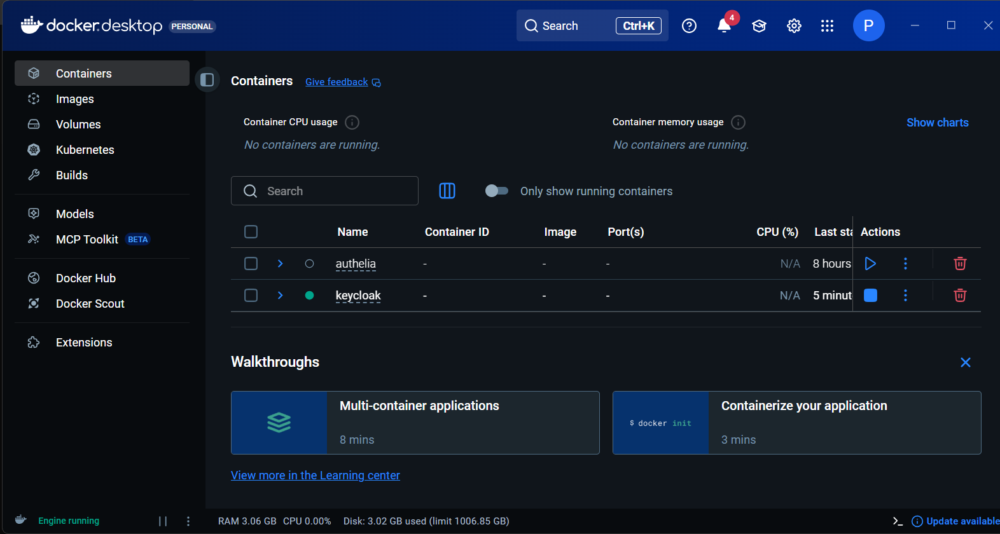 docker.desktop PERSONAL Search Ctrl+K 4 P
Containers
Images
Volumes
Kubernetes
Builds
Models
MCP Toolkit BETA
Docker Hub
Docker Scout
Extensions
Containers Give feedback
Container CPU usage
No containers are running.
Container memory usage
No containers are running.
Show charts
Search
Only show running containers
Name Container ID Image Port(s) CPU (%) Last sta Actions
authelia - - - N/A 8 hours
keycloak - - - N/A 5 minut
Walkthroughs
Multi-container applications
8 mins
$ docker init
Containerize your application
3 mins
View more in the Learning center
Engine running RAM 3.06 GB CPU 0.00% Disk: 3.02 GB used (limit 1006.85 GB) Update available